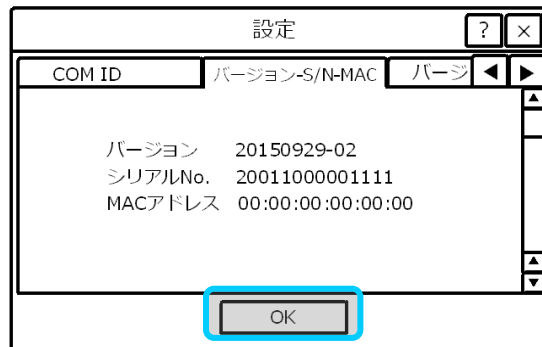 設定
? ×
COM ID バージョン-S/N-MAC バージ
バージョン 20150929-02
シリアルNo. 20011000001111
MACアドレス 00:00:00:00:00:00
OK